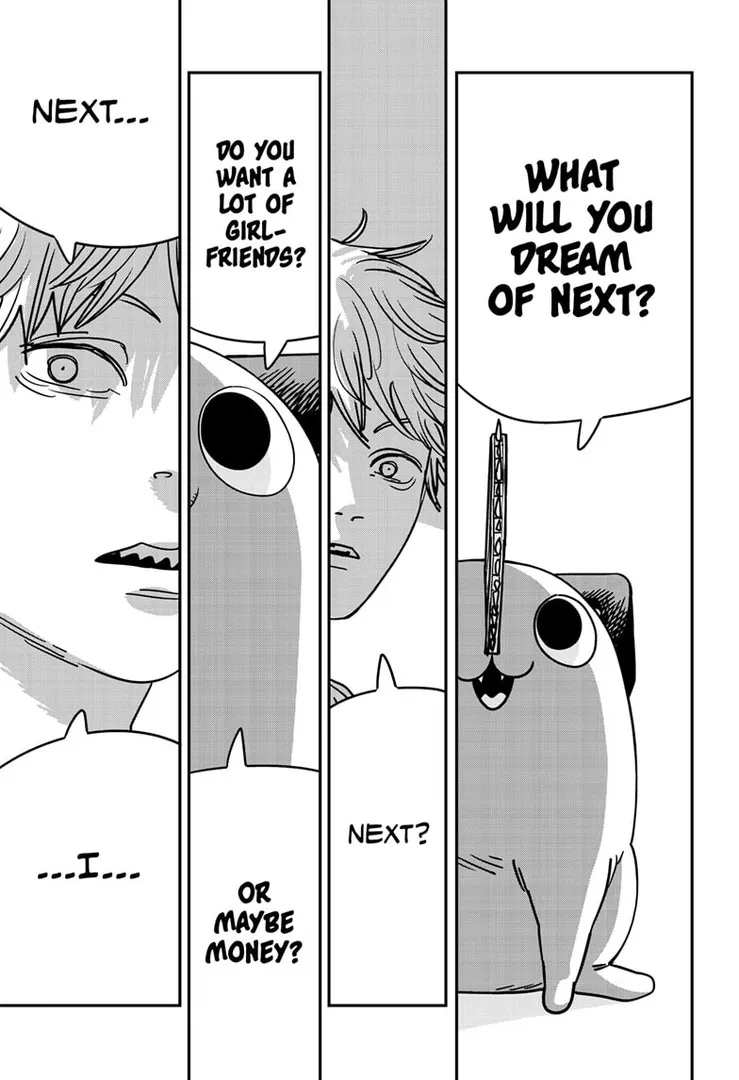 WHAT
WILL YOU
DREAM
OF NEXT?
NEXT?
DO YOU
WANT A
LOT OF
GIRL-
FRIENDS?
OR
MAYBE
MONEY?
NEXT...
...I...